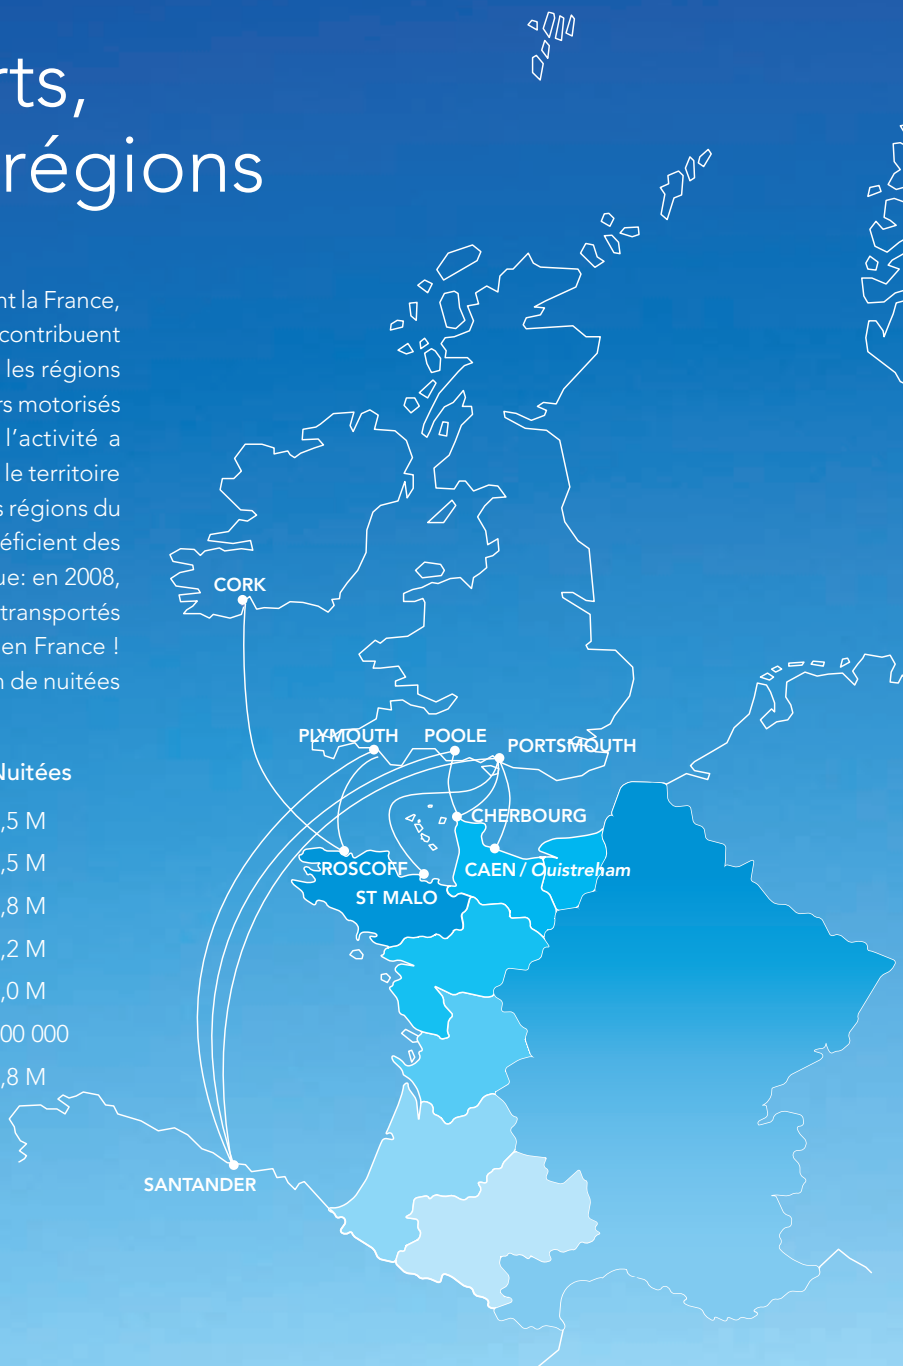 rts,
régions
nt la France,
contribuent
les régions
rs motorisés
l'activité a
le territoire
s régions du
éficient des
ue: en 2008,
transportés
en France !
n de nuitées
Nuitées
,5 M
,5 M
,8 M
,2 M
,0 M
00 000
,8 M
CORK
PLYMOUTH
POOLE
PORTSMOUTH
CHERBOURG
ROSCOFF
CAEN / Ouistreham
ST MALO
SANTANDER